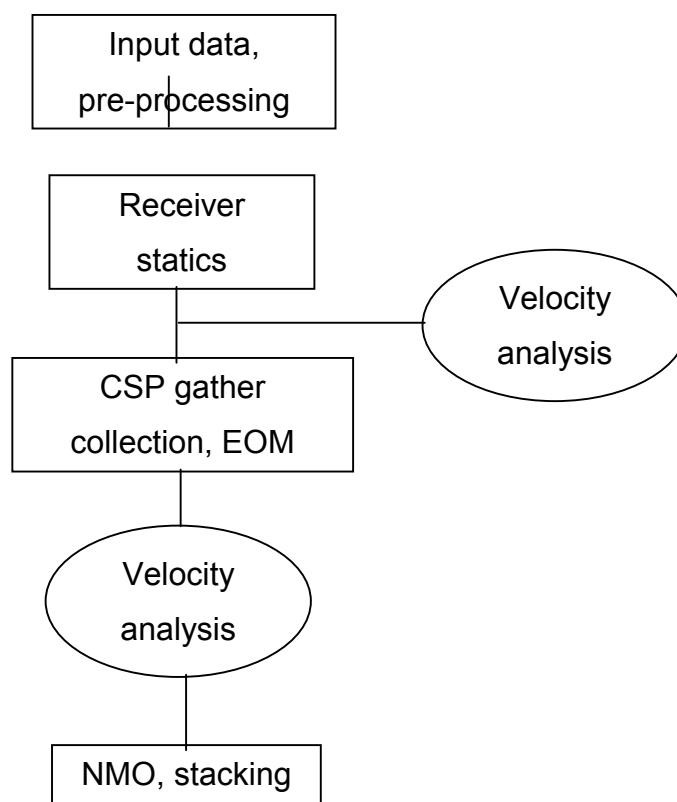 Input data,
pre-processing
Receiver
statics
Velocity
analysis
CSP gather
collection, EOM
Velocity
analysis
NMO, stacking